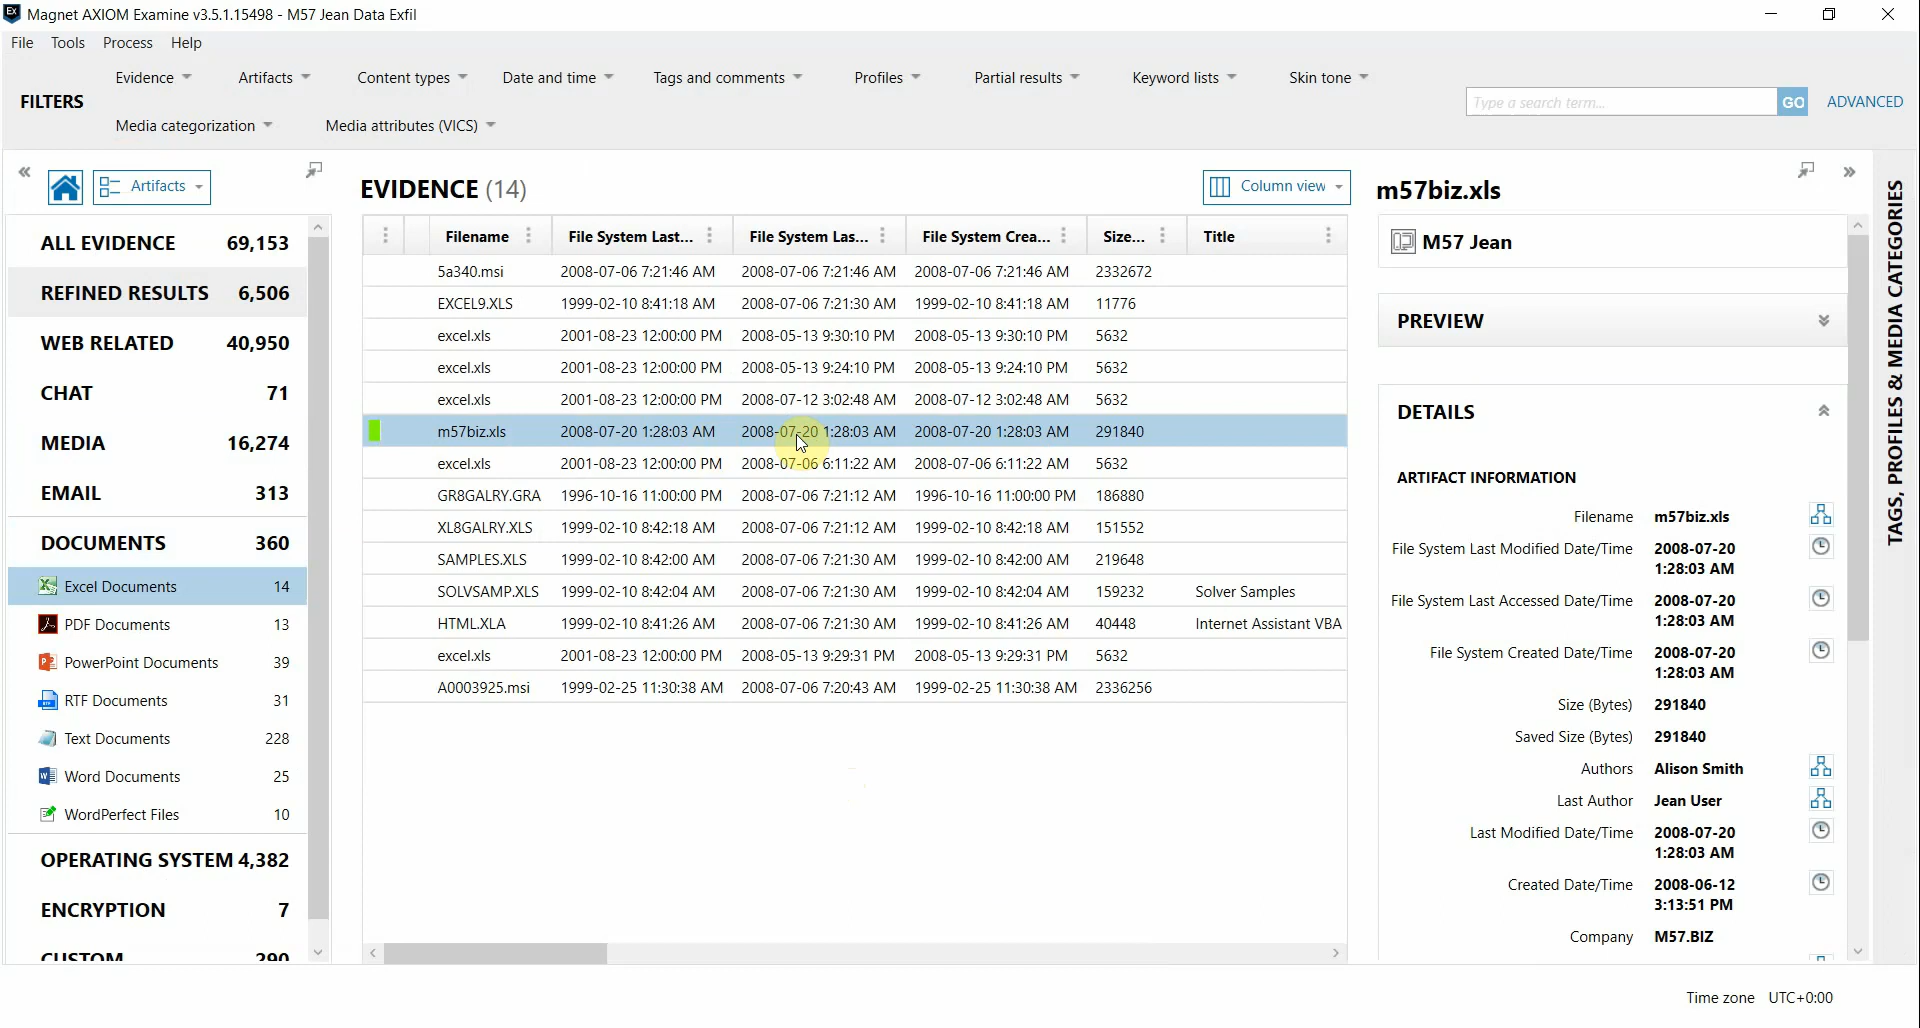 Magnet AXIOM Examine v3.5.1.15498 - M57 Jean Data Exfil
File Tools Process Help
FILTERS
Evidence Artifacts Content types Date and time Tags and comments Profiles Partial results Keyword lists Skin tone
Media categorization Media attributes (VICS)
Type a search term... GO ADVANCED
Artifacts
ALL EVIDENCE 69,153
REFINED RESULTS 6,506
WEB RELATED 40,950
CHAT 71
MEDIA 16,274
EMAIL 313
DOCUMENTS 360
Excel Documents 14
PDF Documents 13
PowerPoint Documents 39
RTF Documents 31
Text Documents 228
Word Documents 25
WordPerfect Files 10
OPERATING SYSTEM 4,382
ENCRYPTION 7
CUSTOM 290
EVIDENCE (14)
Column view
Filename File System Last... File System Las... File System Crea... Size... Title
5a340.msi 2008-07-06 7:21:46 AM 2008-07-06 7:21:46 AM 2008-07-06 7:21:46 AM 2332672
EXCEL9.XLS 1999-02-10 8:41:18 AM 2008-07-06 7:21:30 AM 1999-02-10 8:41:18 AM 11776
excel.xls 2001-08-23 12:00:00 PM 2008-05-13 9:30:10 PM 2008-05-13 9:30:10 PM 5632
excel.xls 2001-08-23 12:00:00 PM 2008-05-13 9:24:10 PM 2008-05-13 9:24:10 PM 5632
excel.xls 2001-08-23 12:00:00 PM 2008-07-12 3:02:48 AM 2008-07-12 3:02:48 AM 5632
m57biz.xls 2008-07-20 1:28:03 AM 2008-07-20 1:28:03 AM 2008-07-20 1:28:03 AM 291840
excel.xls 2001-08-23 12:00:00 PM 2008-07-06 6:11:22 AM 2008-07-06 6:11:22 AM 5632
GR8GALRY.GRA 1996-10-16 11:00:00 PM 2008-07-06 7:21:12 AM 1996-10-16 11:00:00 PM 186880
XL8GALRY.XLS 1999-02-10 8:42:18 AM 2008-07-06 7:21:12 AM 1999-02-10 8:42:18 AM 151552
SAMPLES.XLS 1999-02-10 8:42:00 AM 2008-07-06 7:21:30 AM 1999-02-10 8:42:00 AM 219648
SOLVSAMP.XLS 1999-02-10 8:42:04 AM 2008-07-06 7:21:30 AM 1999-02-10 8:42:04 AM 159232 Solver Samples
HTML.XLA 1999-02-10 8:41:26 AM 2008-07-06 7:21:30 AM 1999-02-10 8:41:26 AM 40448 Internet Assistant VBA
excel.xls 2001-08-23 12:00:00 PM 2008-05-13 9:29:31 PM 2008-05-13 9:29:31 PM 5632
A0003925.msi 1999-02-25 11:30:38 AM 2008-07-06 7:20:43 AM 1999-02-25 11:30:38 AM 2336256
m57biz.xls
M57 Jean
PREVIEW
DETAILS
ARTIFACT INFORMATION
Filename m57biz.xls
File System Last Modified Date/Time 2008-07-20
1:28:03 AM
File System Last Accessed Date/Time 2008-07-20
1:28:03 AM
File System Created Date/Time 2008-07-20
1:28:03 AM
Size (Bytes) 291840
Saved Size (Bytes) 291840
Authors Alison Smith
Last Author Jean User
Last Modified Date/Time 2008-07-20
1:28:03 AM
Created Date/Time 2008-06-12
3:13:51 PM
Company M57.BIZ
TAGS, PROFILES & MEDIA CATEGORIES
Time zone UTC+0:00